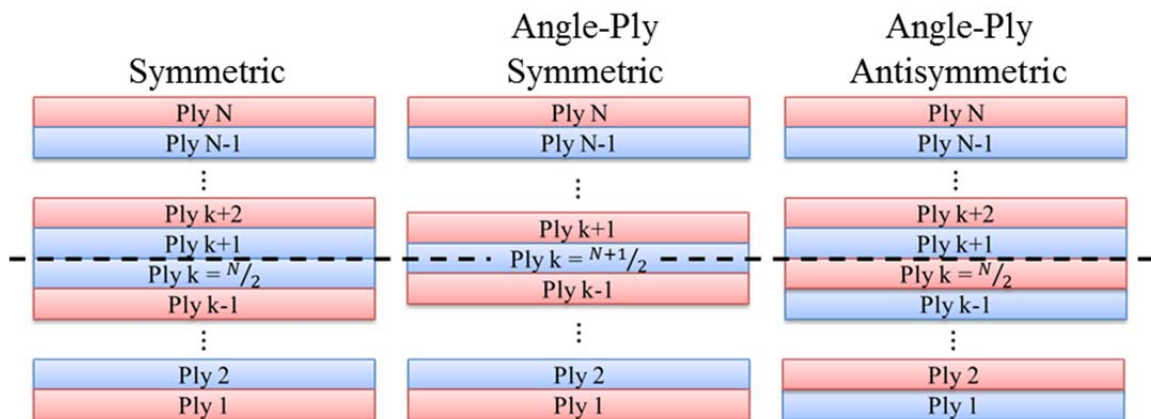 Symmetric
Ply N
Ply N-1
⋮
Ply k+2
Ply k+1
Ply k = N/2
Ply k-1
⋮
Ply 2
Ply 1
Angle-Ply
Symmetric
Ply N
Ply N-1
⋮
Ply k+1
Ply k = N+1/2
Ply k-1
⋮
Ply 2
Ply 1
Angle-Ply
Antisymmetric
Ply N
Ply N-1
⋮
Ply k+2
Ply k+1
Ply k = N/2
Ply k-1
⋮
Ply 2
Ply 1